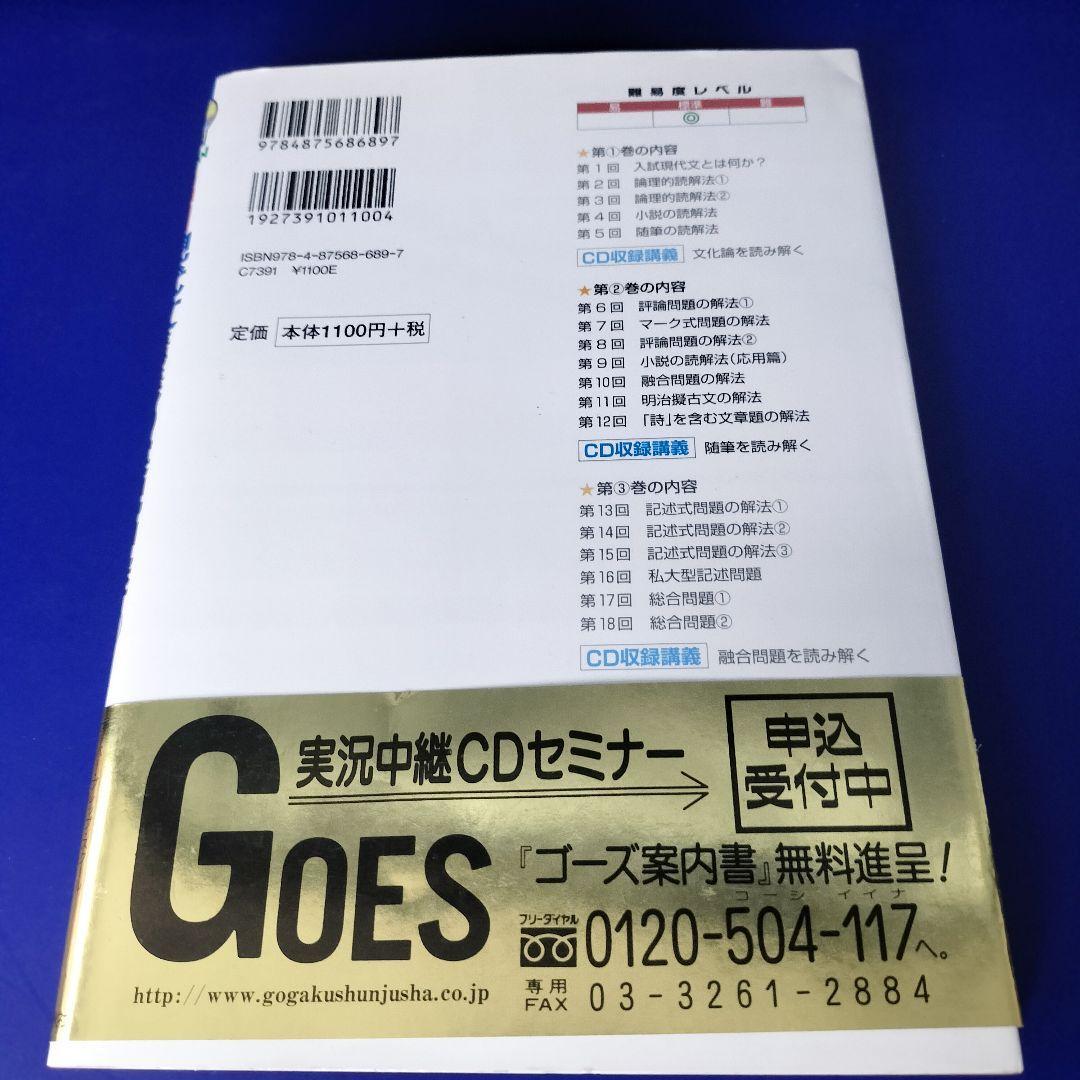 9784875686897
1927391011004
ISBN978-4-87568-689-7
C7391 ¥1100E
定価 本体1100円+税
難易度レベル
易 標準 難
◎
★第①巻の内容
第1回 入試現代文とは何か?
第2回 論理的読解法①
第3回 論理的読解法②
第4回 小説の読解法
第5回 随筆の読解法
CD収録講義 文化論を読み解く
★第②巻の内容
第6回 評論問題の解法①
第7回 マーク式問題の解法
第8回 評論問題の解法②
第9回 小説の読解法(応用篇)
第10回 融合問題の解法
第11回 明治擬古文の解法
第12回 「詩」を含む文章題の解法
CD収録講義 随筆を読み解く
★第③巻の内容
第13回 記述式問題の解法①
第14回 記述式問題の解法②
第15回 記述式問題の解法③
第16回 私大型記述問題
第17回 総合問題①
第18回 総合問題②
CD収録講義 融合問題を読み解く
実況中継CDセミナー
申込
受付中
GOES
『ゴーズ案内書』無料進呈!
コーシ イイナ
フリーダイヤル 0120-504-117へ。
専用
FAX 03-3261-2884
http://www.gogakushunjusha.co.jp